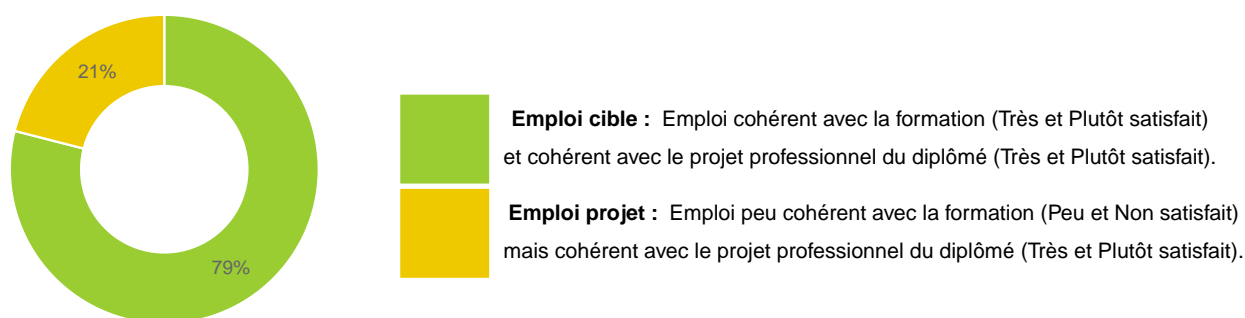 21%
79%
Emploi cible : Emploi cohérent avec la formation (Très et Plutôt satisfait)
et cohérent avec le projet professionnel du diplômé (Très et Plutôt satisfait).
Emploi projet : Emploi peu cohérent avec la formation (Peu et Non satisfait)
mais cohérent avec le projet professionnel du diplômé (Très et Plutôt satisfait).